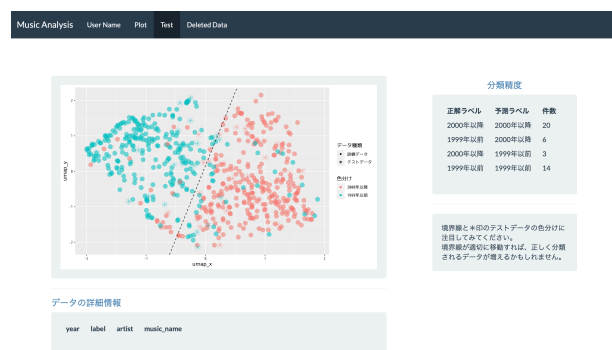 Music Analysis User Name Plot Test Deleted Data
分類精度
正解ラベル 予測ラベル 件数
2000年以降 2000年以降 20
1999年以前 2000年以降 6
2000年以降 1999年以前 3
1999年以前 1999年以前 14
データ種類
訓練データ
テストデータ
色分け
2000年以降
1999年以前
umap_y
2
1
0
-1
-2
-2
-1
0
1
2
umap_x
境界線と＊印のテストデータの色分けに
注目してみてください。
境界線が適切に移動すれば、正しく分類
されるデータが増えるかもしれません。
データの詳細情報
year label artist music_name